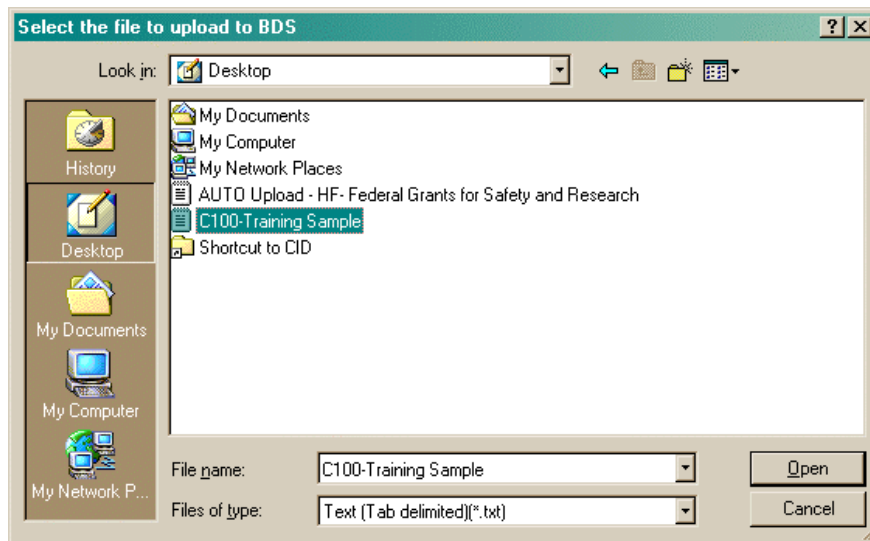 Select the file to upload to BDS
Look in: Desktop
History
Desktop
My Documents
My Computer
My Network P...
My Documents
My Computer
My Network Places
AUTO Upload - HF- Federal Grants for Safety and Research
C100-Training Sample
Shortcut to CID
File name: C100-Training Sample Open
Files of type: Text (Tab delimited)(*.txt) Cancel